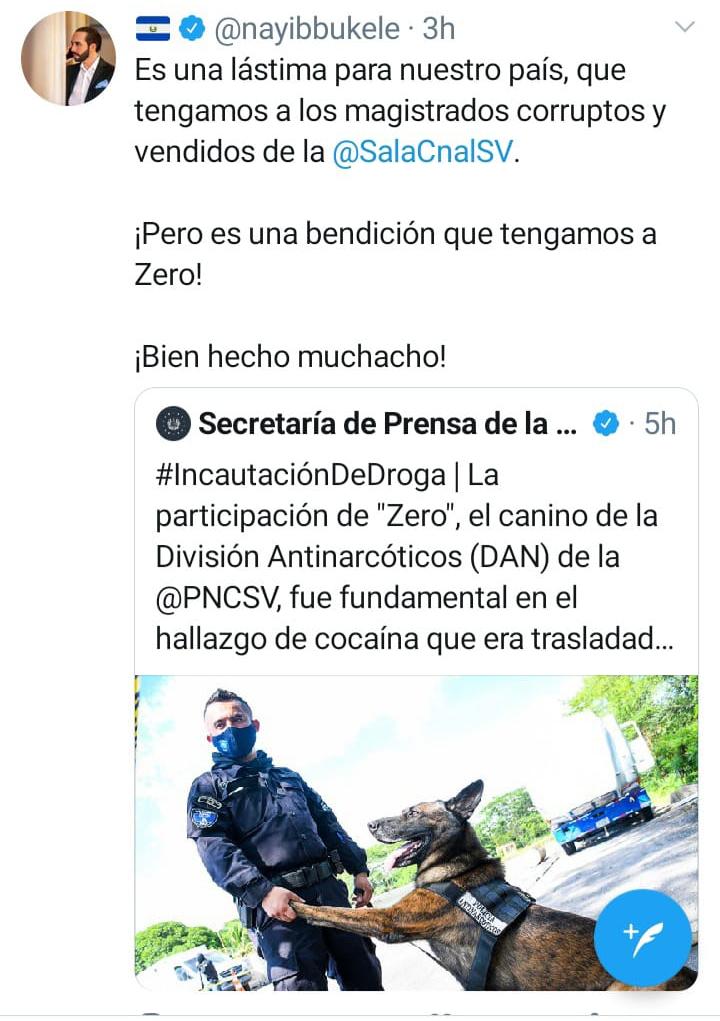 @nayibbukele · 3h
Es una lástima para nuestro país, que
tengamos a los magistrados corruptos y
vendidos de la @SalaCnalSV.
¡Pero es una bendición que tengamos a
Zero!
¡Bien hecho muchacho!
Secretaría de Prensa de la ... · 5h
#IncautaciónDeDroga | La
participación de "Zero", el canino de la
División Antinarcóticos (DAN) de la
@PNCSV, fue fundamental en el
hallazgo de cocaína que era trasladad...
POLICIA
ANTINARCOTICOS